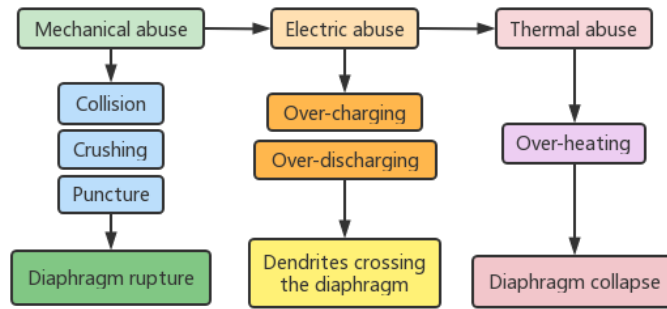 Mechanical abuse
Electric abuse
Thermal abuse
Collision
Crushing
Puncture
Diaphragm rupture
Over-charging
Over-discharging
Dendrites crossing
the diaphragm
Over-heating
Diaphragm collapse